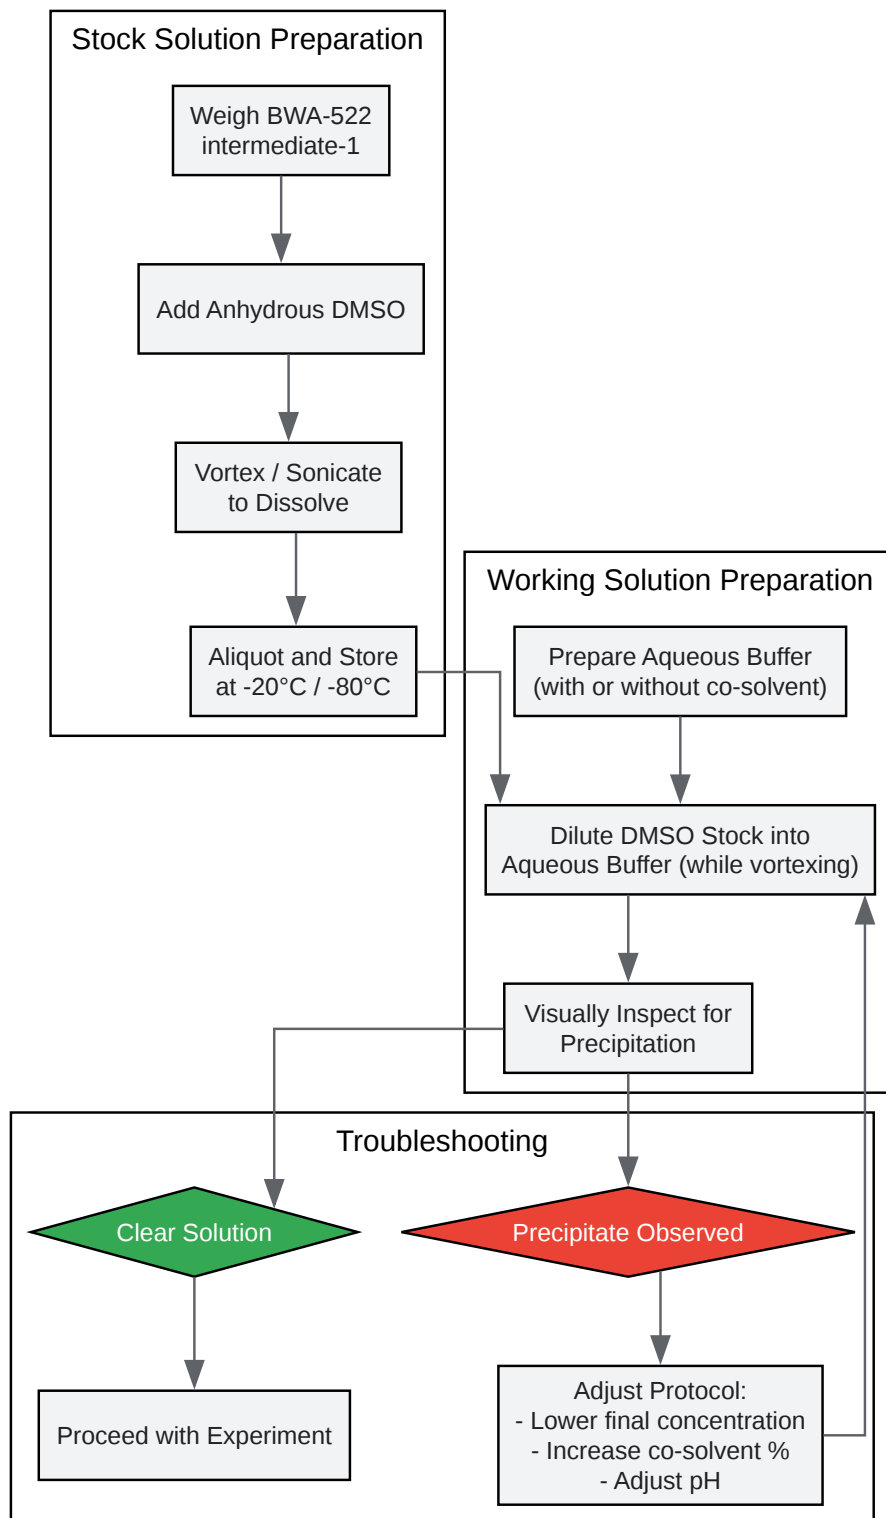 Stock Solution Preparation
Weigh BWA-522
intermediate-1
Add Anhydrous DMSO
Vortex / Sonicate
to Dissolve
Aliquot and Store
at -20°C / -80°C
Working Solution Preparation
Prepare Aqueous Buffer
(with or without co-solvent)
Dilute DMSO Stock into
Aqueous Buffer (while vortexing)
Visually Inspect for
Precipitation
Troubleshooting
Clear Solution
Precipitate Observed
Proceed with Experiment
Adjust Protocol:
- Lower final concentration
- Increase co-solvent %
- Adjust pH